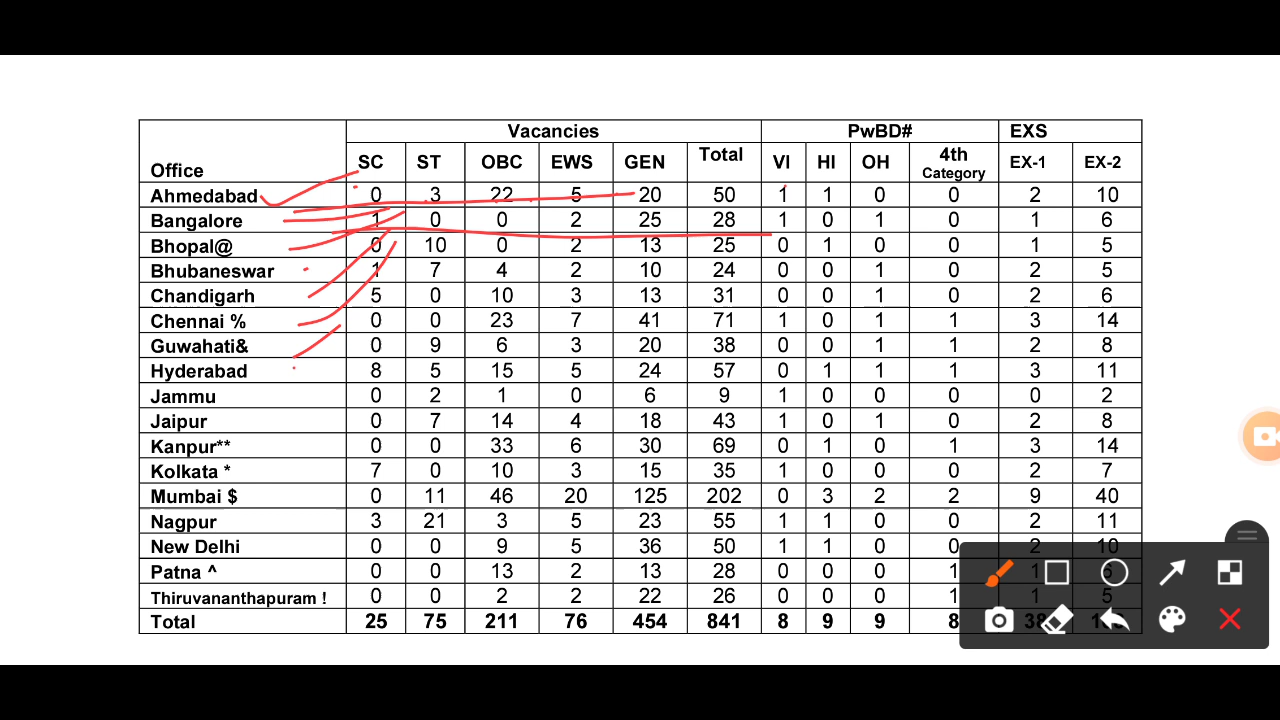 Vacancies PwBD# EXS
Office SC ST OBC EWS GEN Total VI HI OH 4th Category EX-1 EX-2
Ahmedabad 0 3 22 5 20 50 1 1 0 0 2 10
Bangalore 1 0 0 2 25 28 1 0 1 0 1 6
Bhopal@ 0 10 0 2 13 25 0 1 0 0 1 5
Bhubaneswar 1 7 4 2 10 24 0 0 1 0 2 5
Chandigarh 5 0 10 3 13 31 0 0 1 0 2 6
Chennai % 0 0 23 7 41 71 1 0 1 1 3 14
Guwahati& 0 9 6 3 20 38 0 0 1 1 2 8
Hyderabad 8 5 15 5 24 57 0 1 1 1 3 11
Jammu 0 2 1 0 6 9 1 0 0 0 0 2
Jaipur 0 7 14 4 18 43 1 0 1 0 2 8
Kanpur** 0 0 33 6 30 69 0 1 0 1 3 14
Kolkata * 7 0 10 3 15 35 1 0 0 0 2 7
Mumbai $ 0 11 46 20 125 202 0 3 2 2 9 40
Nagpur 3 21 3 5 23 55 1 1 0 0 2 11
New Delhi 0 0 9 5 36 50 1 1 0 0 2 10
Patna ^ 0 0 13 2 13 28 0 0 0 1 1 6
Thiruvananthapuram ! 0 0 2 2 22 26 0 0 0 1 1 5
Total 25 75 211 76 454 841 8 9 9 8 38